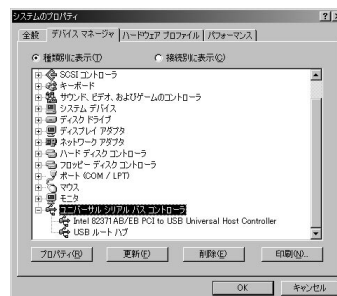 システムのプロパティ
全般 デバイス マネージャ ハードウェア プロファイル パフォーマンス
種類別に表示(T) 接続別に表示(C)
SCSI コントローラ
キーボード
サウンド、ビデオ、およびゲームのコントローラ
システム デバイス
ディスク ドライブ
ディスプレイ アダプタ
ネットワーク アダプタ
ハード ディスク コントローラ
フロッピー ディスク コントローラ
ポート (COM / LPT)
マウス
モニタ
ユニバーサル シリアル バス コントローラ
Intel 82371AB/EB PCI to USB Universal Host Controller
USB ルート ハブ
プロパティ(R) 更新(F) 削除(E) 印刷(N)...
OK キャンセル